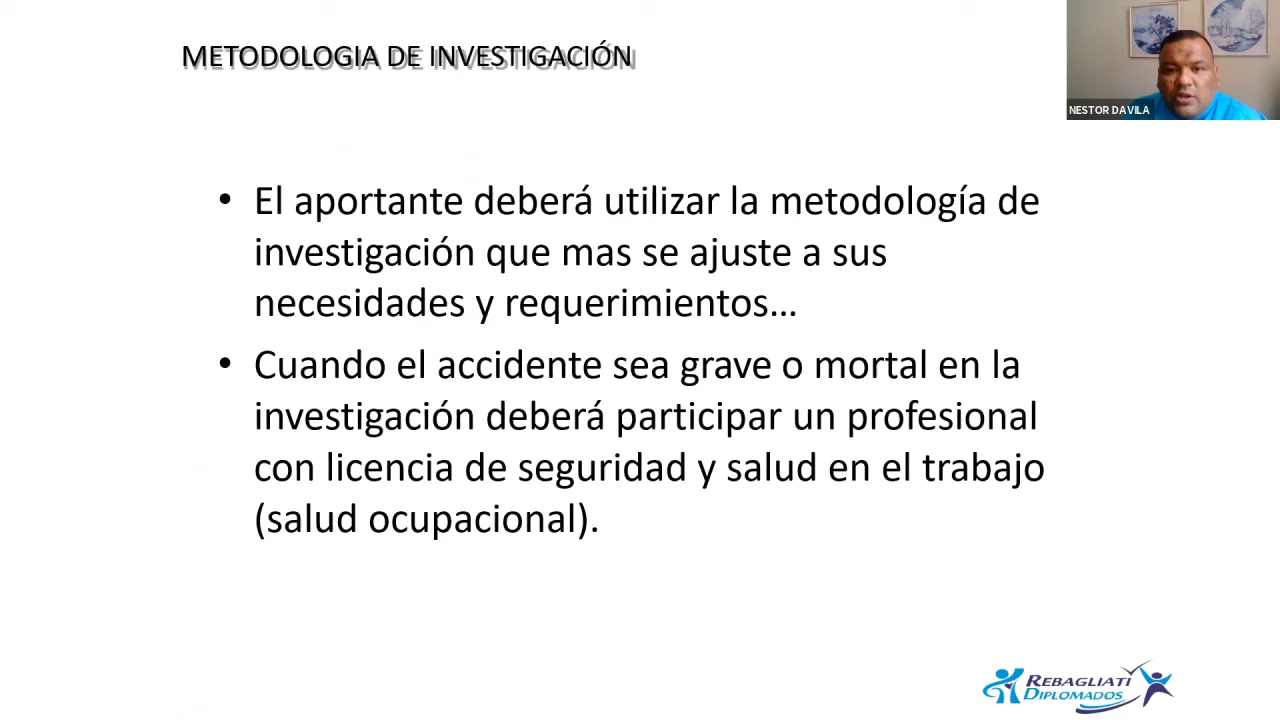 METODOLOGIA DE INVESTIGACIÓN
NESTOR DAVILA
• El aportante deberá utilizar la metodología de
investigación que mas se ajuste a sus
necesidades y requerimientos...
• Cuando el accidente sea grave o mortal en la
investigación deberá participar un profesional
con licencia de seguridad y salud en el trabajo
(salud ocupacional).
REBAGLIATI
DIPLOMADOS